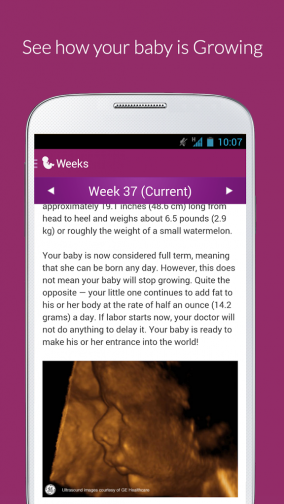 See how your baby is Growing
H 10:07
Weeks
Week 37 (Current)
approximately 19.1 inches (48.6 cm) long from
head to heel and weighs about 6.5 pounds (2.9
kg) or roughly the weight of a small watermelon.
Your baby is now considered full term, meaning
that she can be born any day. However, this does
not mean your baby will stop growing. Quite the
opposite — your little one continues to add fat to
his or her body at the rate of half an ounce (14.2
grams) a day. If labor starts now, your doctor will
not do anything to delay it. Your baby is ready to
make his or her entrance into the world!
Ultrasound images courtesy of GE Healthcare